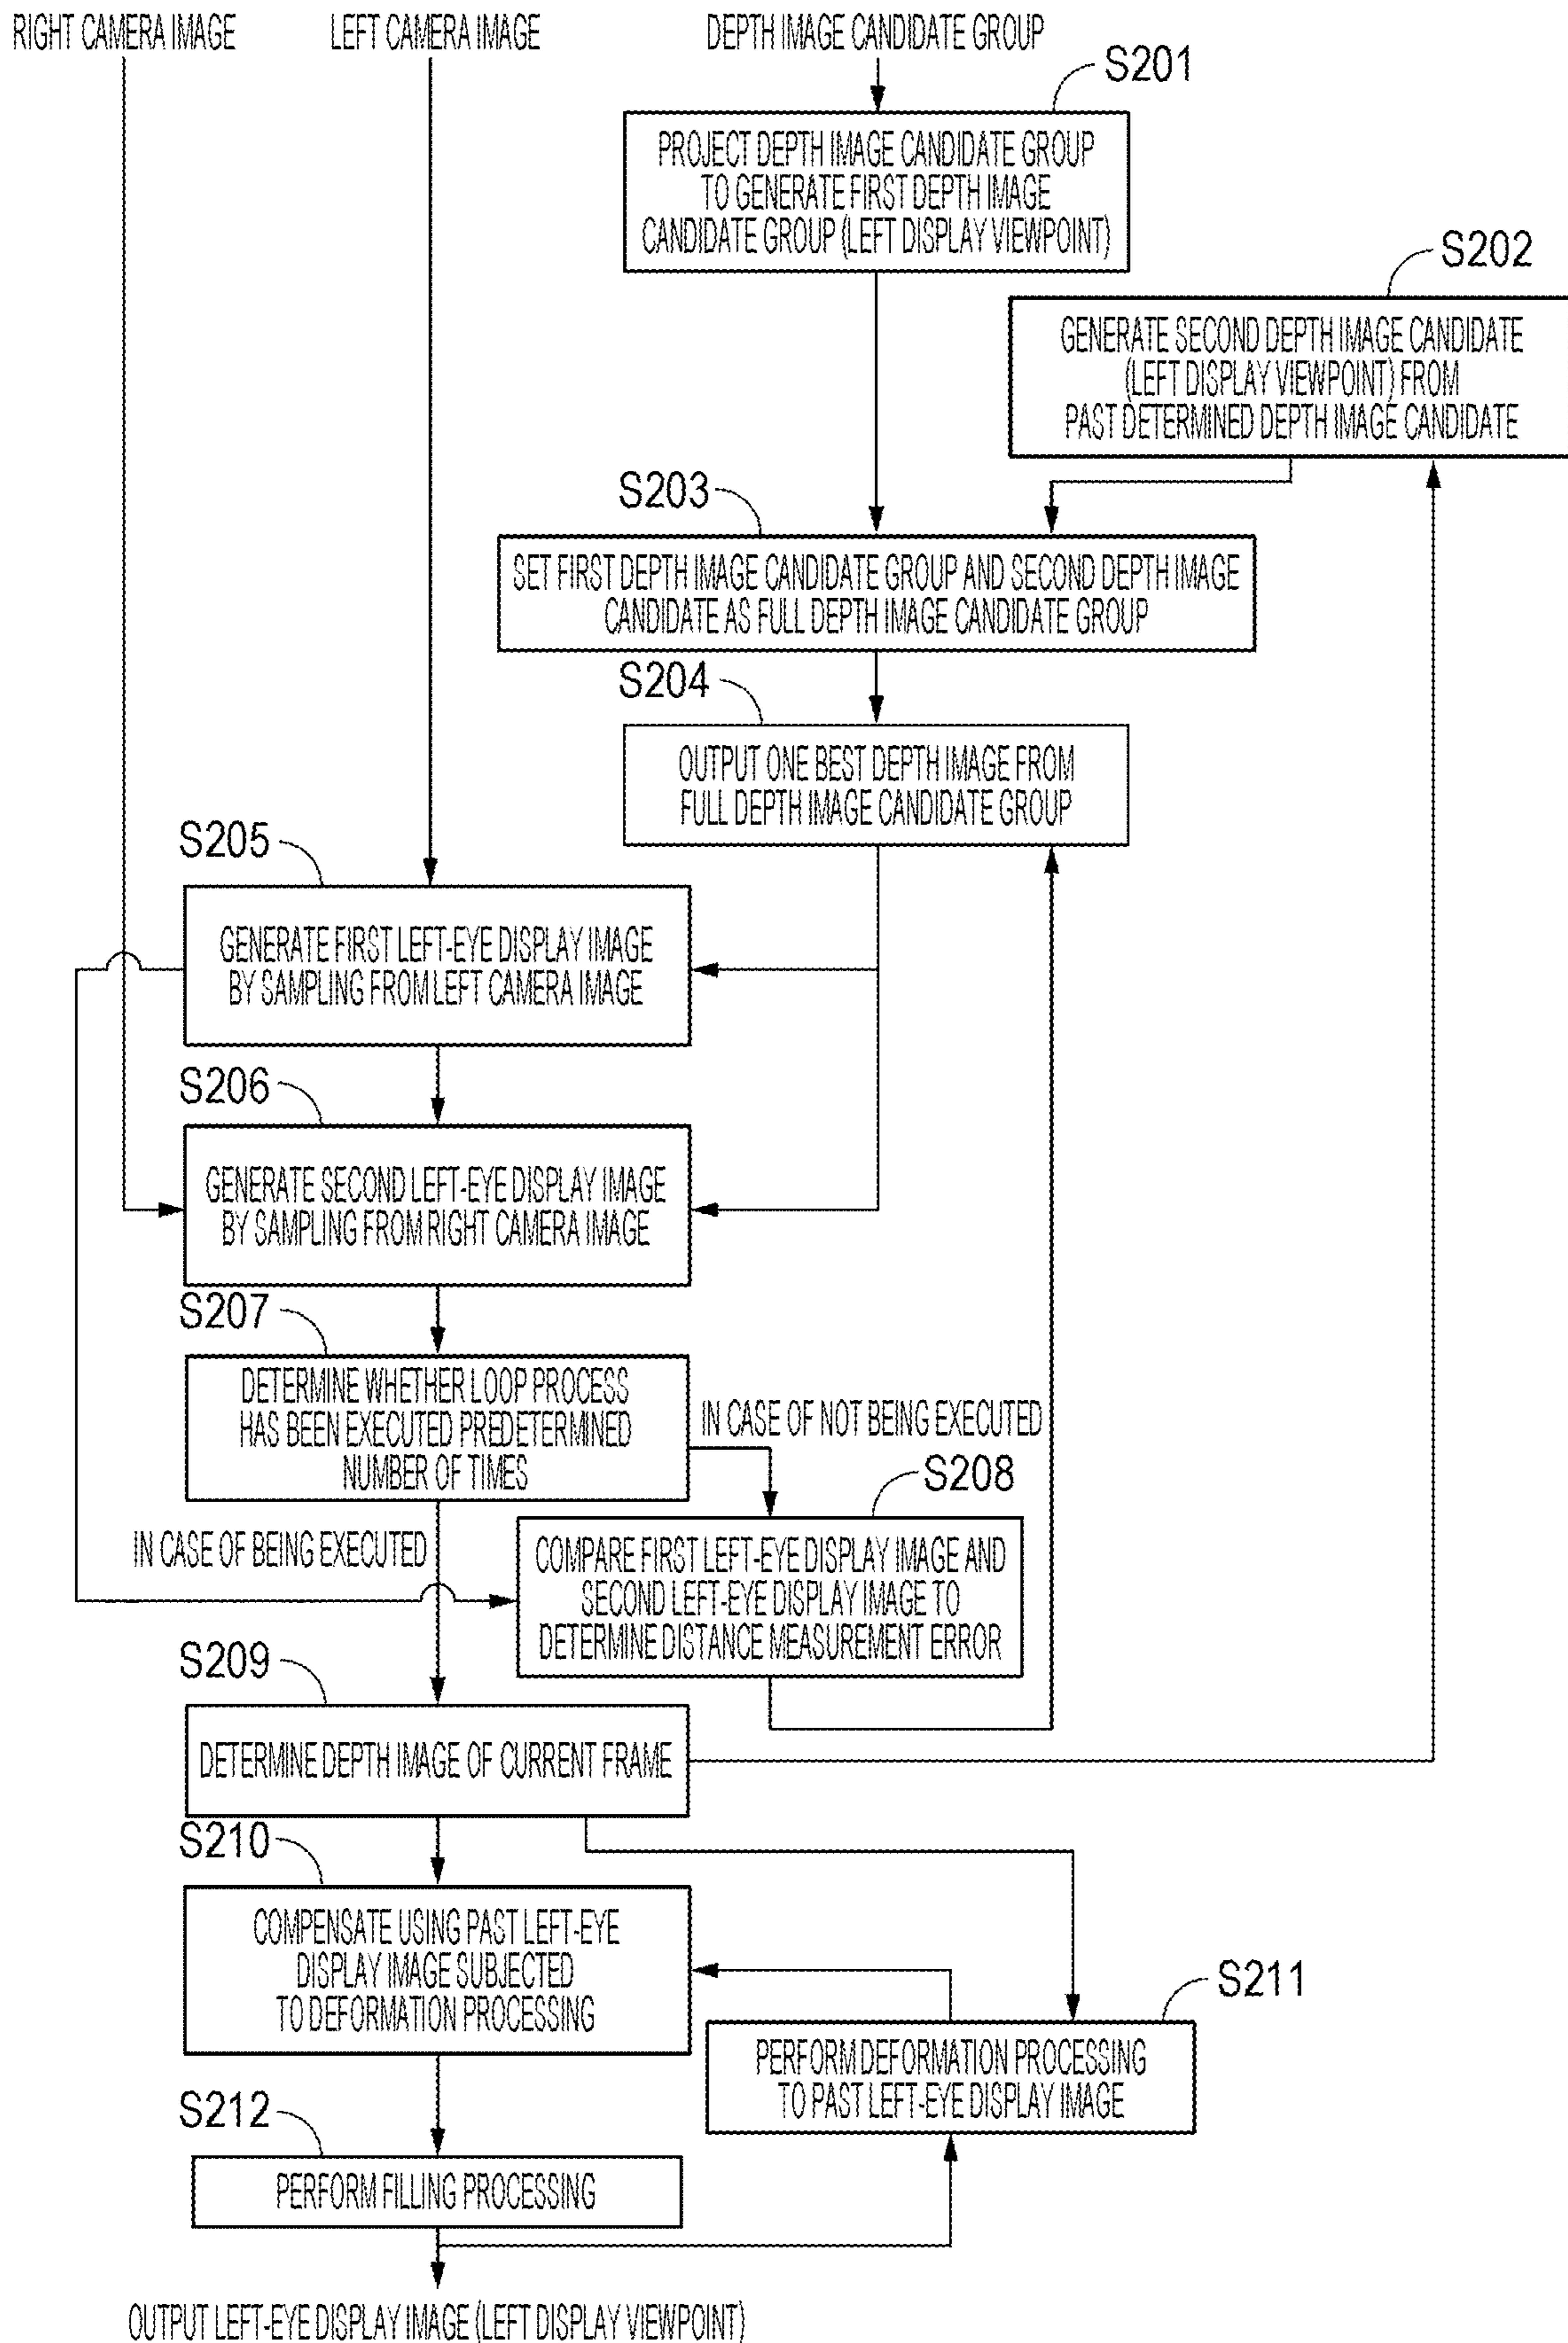 RIGHT CAMERA IMAGE
LEFT CAMERA IMAGE
DEPTH IMAGE CANDIDATE GROUP
S201
PROJECT DEPTH IMAGE CANDIDATE GROUP
TO GENERATE FIRST DEPTH IMAGE
CANDIDATE GROUP (LEFT DISPLAY VIEWPOINT)
S202
GENERATE SECOND DEPTH IMAGE CANDIDATE
(LEFT DISPLAY VIEWPOINT) FROM
PAST DETERMINED DEPTH IMAGE CANDIDATE
S203
SET FIRST DEPTH IMAGE CANDIDATE GROUP AND SECOND DEPTH IMAGE
CANDIDATE AS FULL DEPTH IMAGE CANDIDATE GROUP
S204
OUTPUT ONE BEST DEPTH IMAGE FROM
FULL DEPTH IMAGE CANDIDATE GROUP
S205
GENERATE FIRST LEFT-EYE DISPLAY IMAGE
BY SAMPLING FROM LEFT CAMERA IMAGE
S206
GENERATE SECOND LEFT-EYE DISPLAY IMAGE
BY SAMPLING FROM RIGHT CAMERA IMAGE
S207
DETERMINE WHETHER LOOP PROCESS
HAS BEEN EXECUTED PREDETERMINED
NUMBER OF TIMES
IN CASE OF NOT BEING EXECUTED
S208
IN CASE OF BEING EXECUTED
COMPARE FIRST LEFT-EYE DISPLAY IMAGE AND
SECOND LEFT-EYE DISPLAY IMAGE TO
DETERMINE DISTANCE MEASUREMENT ERROR
S209
DETERMINE DEPTH IMAGE OF CURRENT FRAME
S210
COMPENSATE USING PAST LEFT-EYE
DISPLAY IMAGE SUBJECTED
TO DEFORMATION PROCESSING
S211
PERFORM DEFORMATION PROCESSING
TO PAST LEFT-EYE DISPLAY IMAGE
S212
PERFORM FILLING PROCESSING
OUTPUT LEFT-EYE DISPLAY IMAGE (LEFT DISPLAY VIEWPOINT)